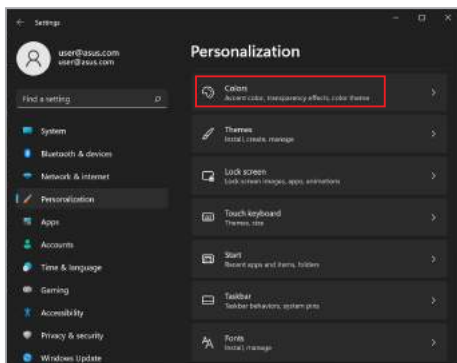 Settings
user@asus.com
user@asus.com
Find a setting
System
Bluetooth & devices
Network & internet
Personalization
Apps
Accounts
Time & language
Gaming
Accessibility
Privacy & security
Windows Update
Personalization
Colors
Accent color, transparency effects, color theme
Themes
Install, create, manage
Lock screen
Lock screen images, apps, animations
Touch keyboard
Themes, size
Start
Recent apps and items, folders
Taskbar
Taskbar behaviors, system pins
Fonts
Install, manage